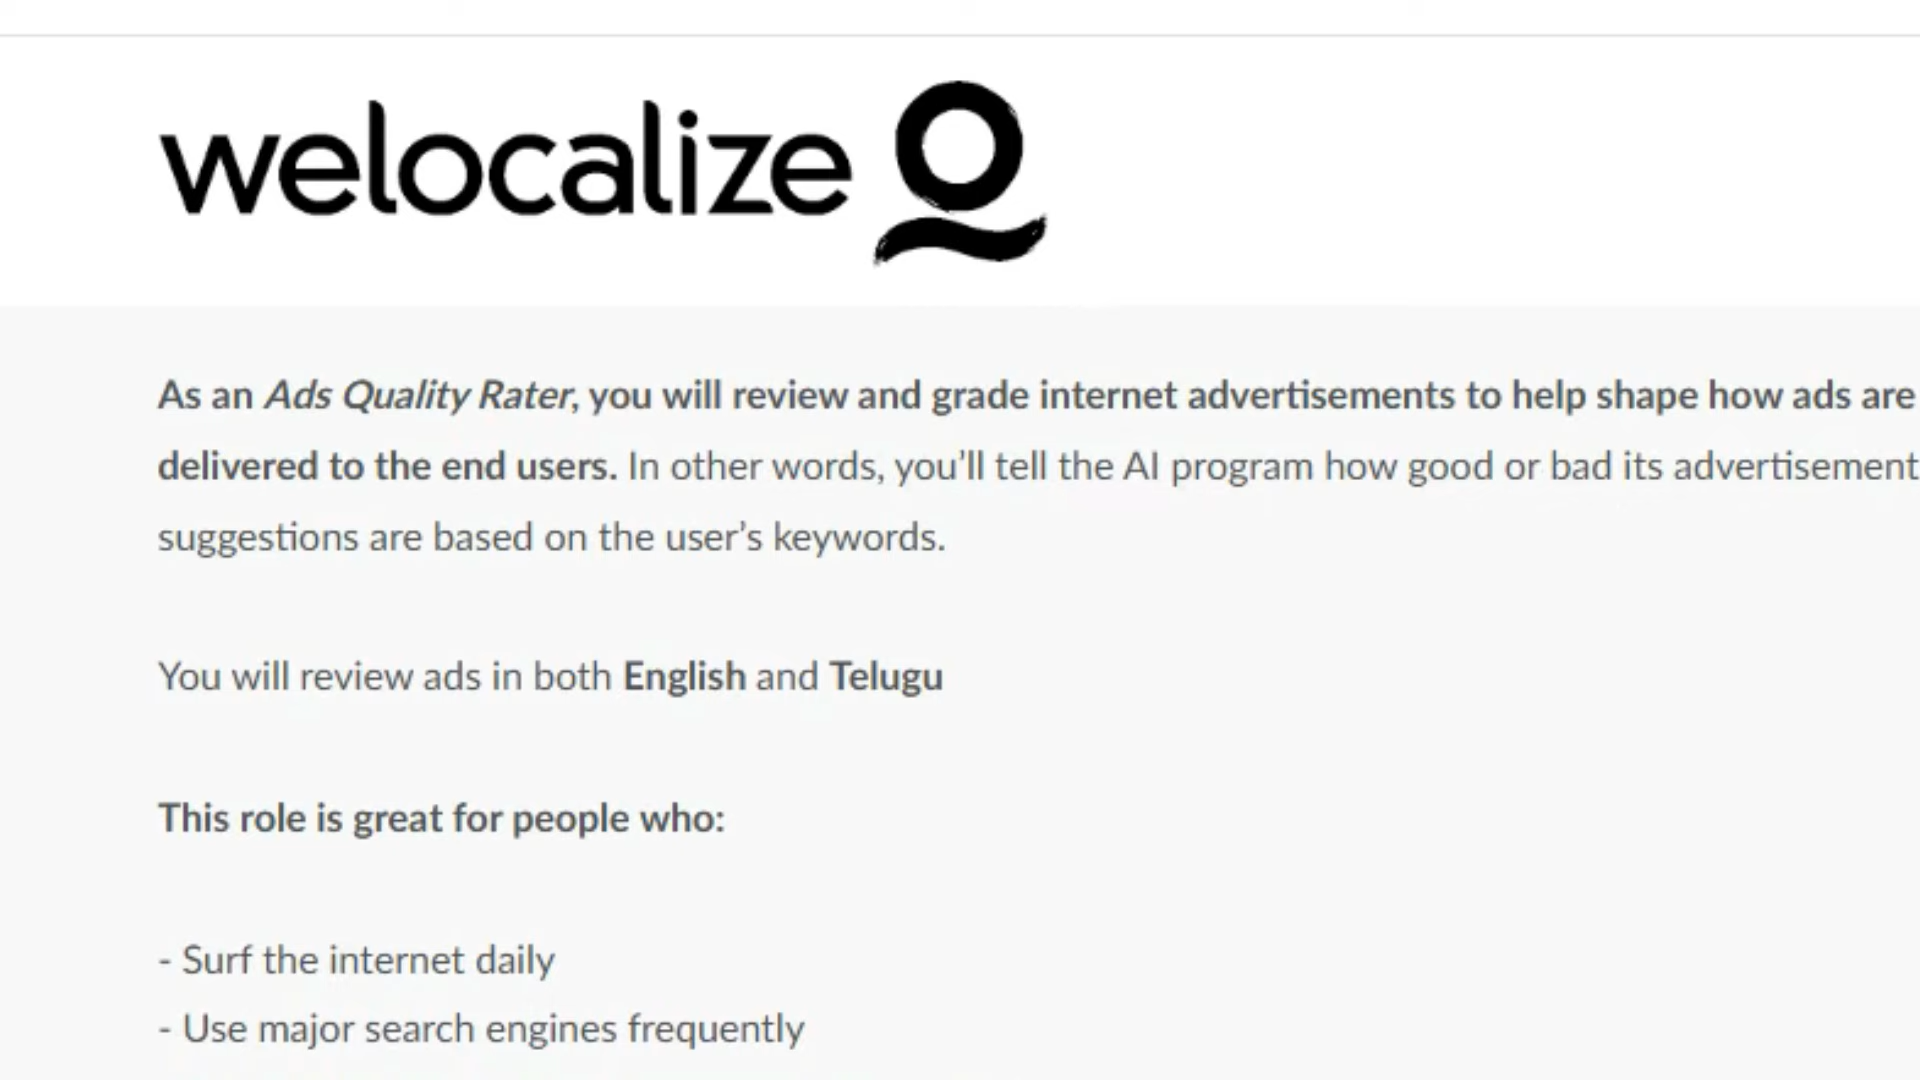 welocalize
As an Ads Quality Rater, you will review and grade internet advertisements to help shape how ads are
delivered to the end users. In other words, you’ll tell the AI program how good or bad its advertisement
suggestions are based on the user’s keywords.
You will review ads in both English and Telugu
This role is great for people who:
- Surf the internet daily
- Use major search engines frequently